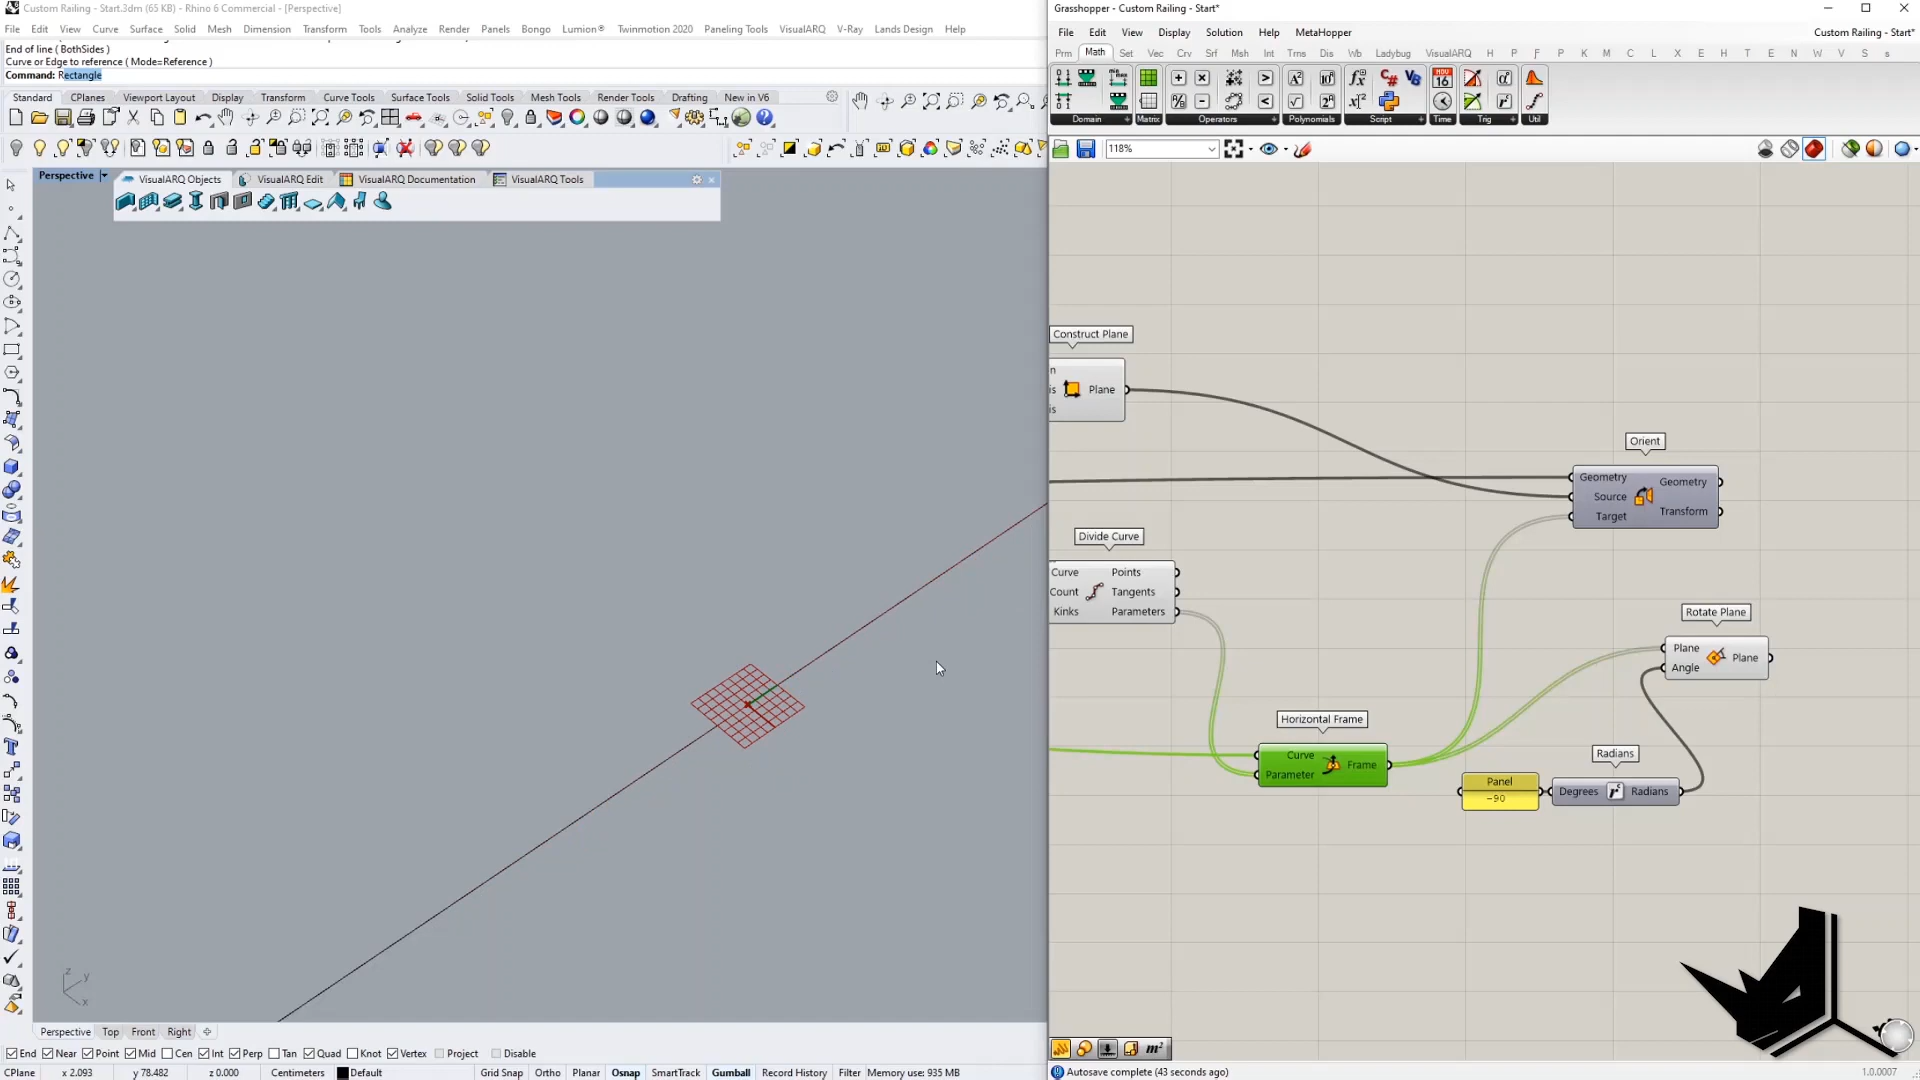 Custom Railing - Start.3dm (65 KB) - Rhino 6 Commercial - [Perspective]
File Edit View Curve Surface Solid Mesh Dimension Transform Tools Analyze Render Panels Bongo Lumion® Twinmotion 2020 Paneling Tools VisualARQ V-Ray Lands Design Help
End of line ( BothSides )
Curve or Edge to reference ( Mode=Reference )
Command: Rectangle
Standard CPlanes Viewport Layout Display Transform Curve Tools Surface Tools Solid Tools Mesh Tools Render Tools Drafting New in V6
Perspective
VisualARQ Objects VisualARQ Edit VisualARQ Documentation VisualARQ Tools
z y x
Perspective Top Front Right
End Near Point Mid Cen Int Perp Tan Quad Knot Vertex Project Disable
CPlane x 2.093 y 78.482 z 0.000 Centimeters Default Grid Snap Ortho Planar Osnap SmartTrack Gumball Record History Filter Memory use: 935 MB
Grasshopper - Custom Railing - Start*
File Edit View Display Solution Help MetaHopper Custom Railing - Start*
Prm Math Set Vec Crv Srf Msh Int Trns Dis Wb Ladybug VisualARQ H P F P K M C L E X E H T N W V S s
Domain Matrix Operators Polynomials Script Time Trig Util
118%
Construct Plane
n
is Plane
is
Orient
Geometry Geometry
Source
Transform
Target
Divide Curve
Curve Points
Count Tangents
Kinks Parameters
Rotate Plane
Plane
Plane
Angle
Horizontal Frame
Curve
Frame
Parameter
Radians
Panel
-90
Degrees Radians
Autosave complete (43 seconds ago)
1.0.0007